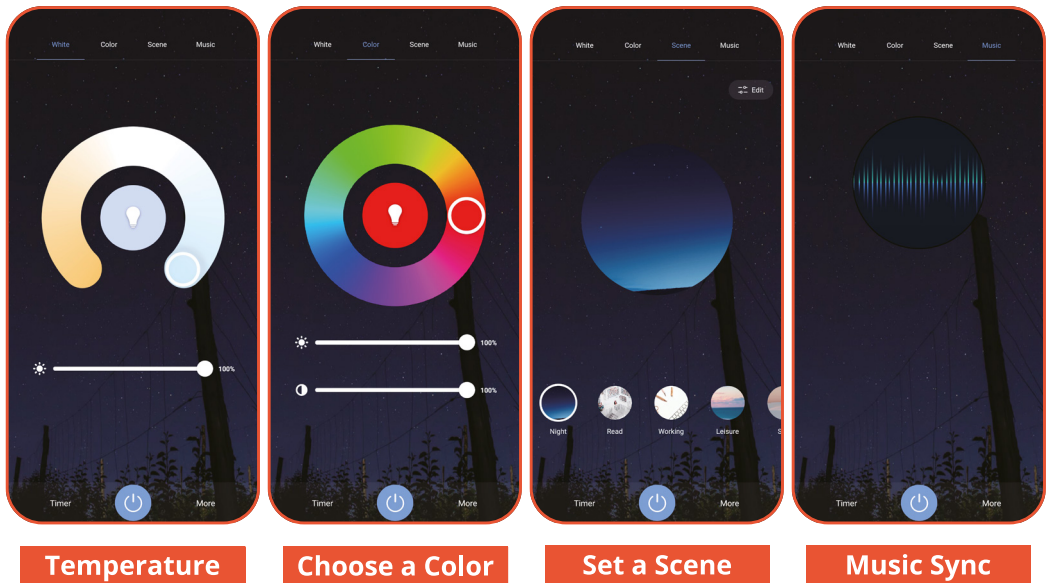 White Color Scene Music
100%
Timer More
Temperature
White Color Scene Music
100%
100%
Timer More
Choose a Color
White Color Scene Music
Edit
Night Read Working Leisure
Timer More
Set a Scene
White Color Scene Music
Timer More
Music Sync